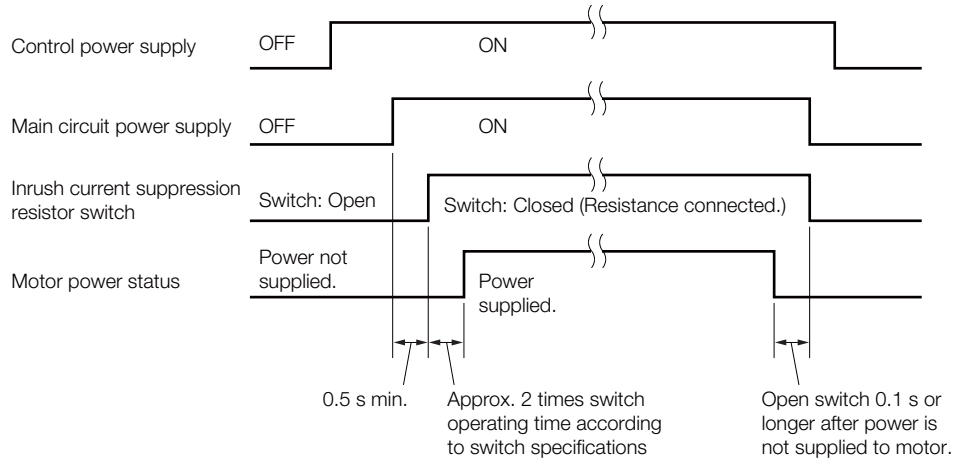 Control power supply OFF ON
Main circuit power supply OFF ON
Inrush current suppression
resistor switch
Switch: Open Switch: Closed (Resistance connected.)
Motor power status
Power not
supplied.
Power
supplied.
0.5 s min.
Approx. 2 times switch
operating time according
to switch specifications
Open switch 0.1 s or
longer after power is
not supplied to motor.